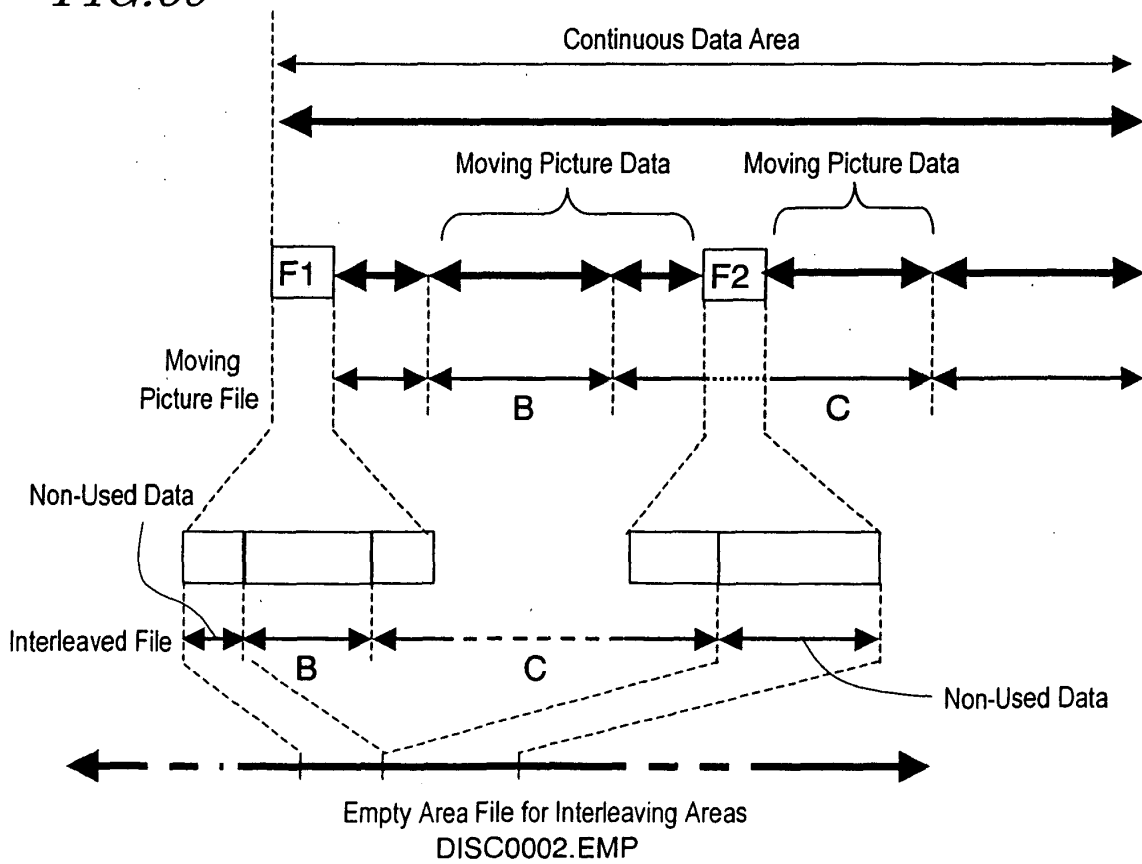 Continuous Data Area
Moving Picture Data
Moving Picture Data
F1
F2
Moving
Picture File
B
C
Non-Used Data
Interleaved File
B
C
Non-Used Data
Empty Area File for Interleaving Areas
DISC0002.EMP